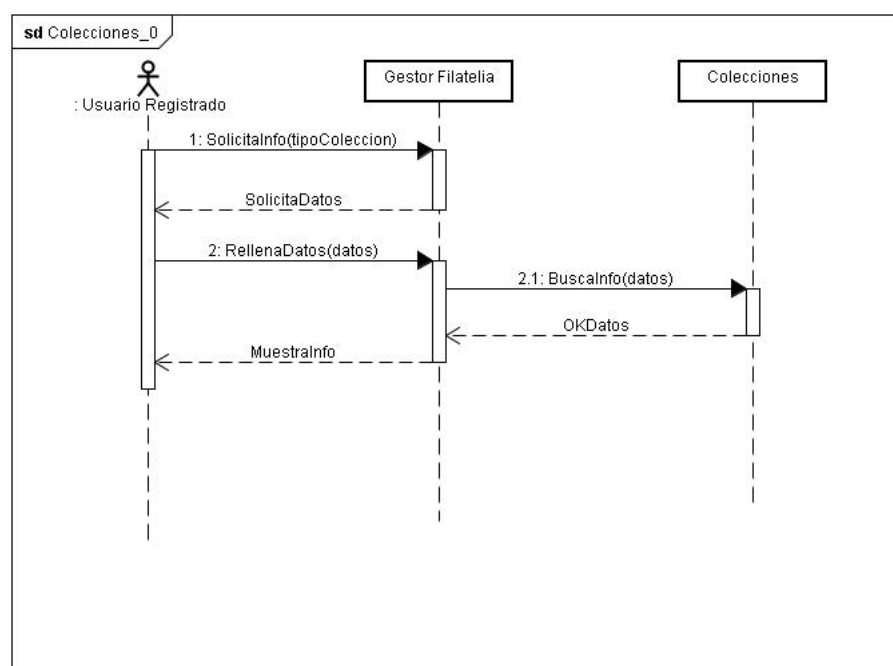 sd Colecciones_0
Gestor Filatelia
Colecciones
: Usuario Registrado
1: SolicitaInfo(tipoColeccion)
SolicitaDatos
2: RellenaDatos(datos)
2.1: BuscaInfo(datos)
OKDatos
MuestraInfo